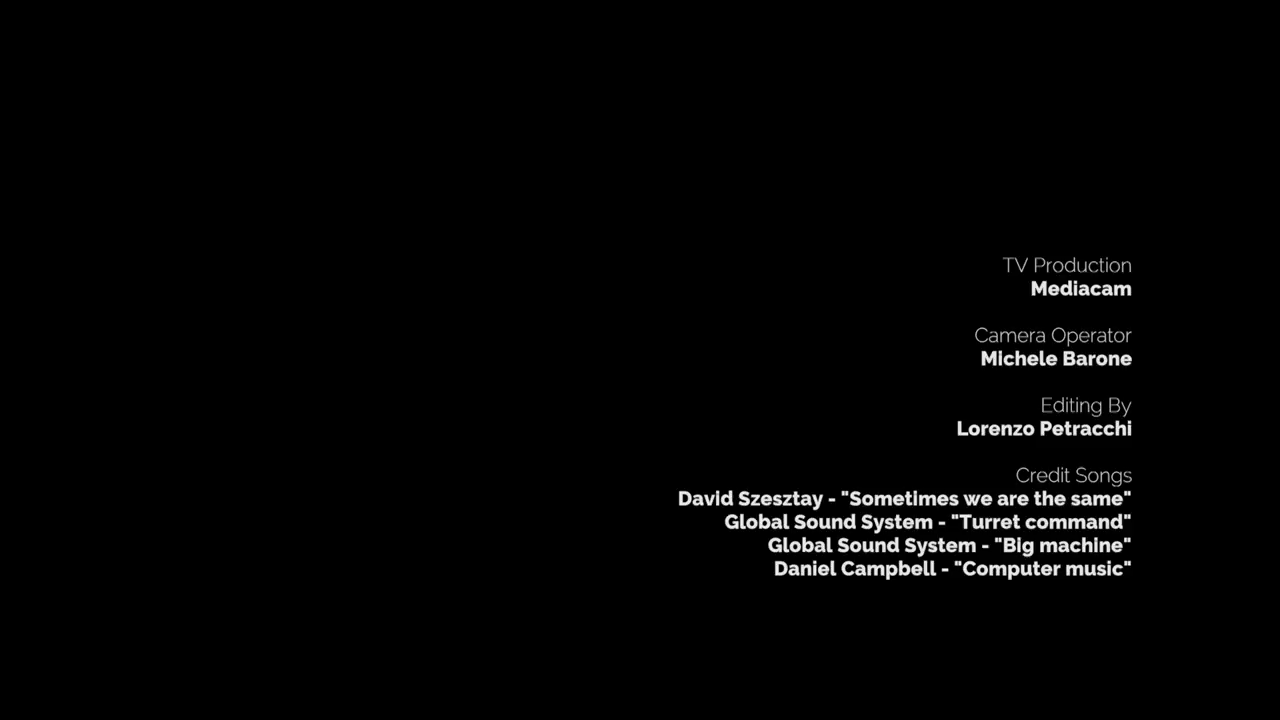 TV Production
Mediacam
Camera Operator
Michele Barone
Editing By
Lorenzo Petracchi
Credit Songs
David Szesztay - "Sometimes we are the same"
Global Sound System - "Turret command"
Global Sound System - "Big machine"
Daniel Campbell - "Computer music"